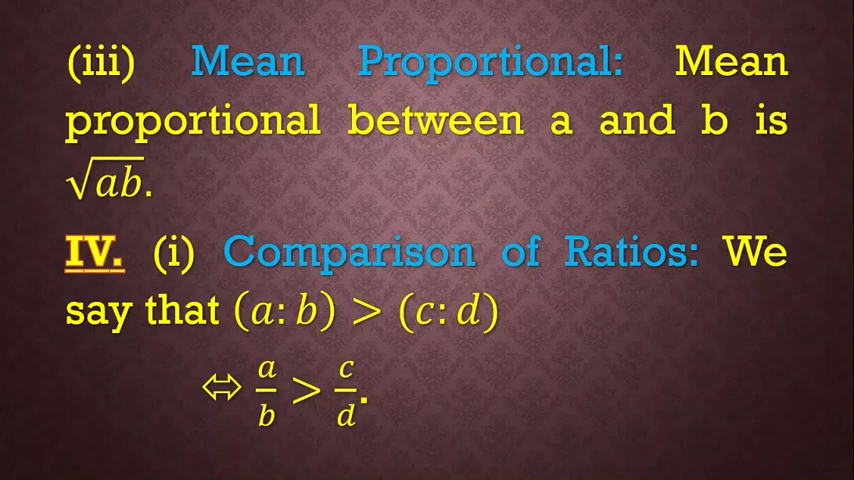 (iii) Mean Proportional: Mean
proportional between a and b is
√ab.
IV. (i) Comparison of Ratios: We
say that (a: b) > (c: d)
⇔ a/b > c/d.